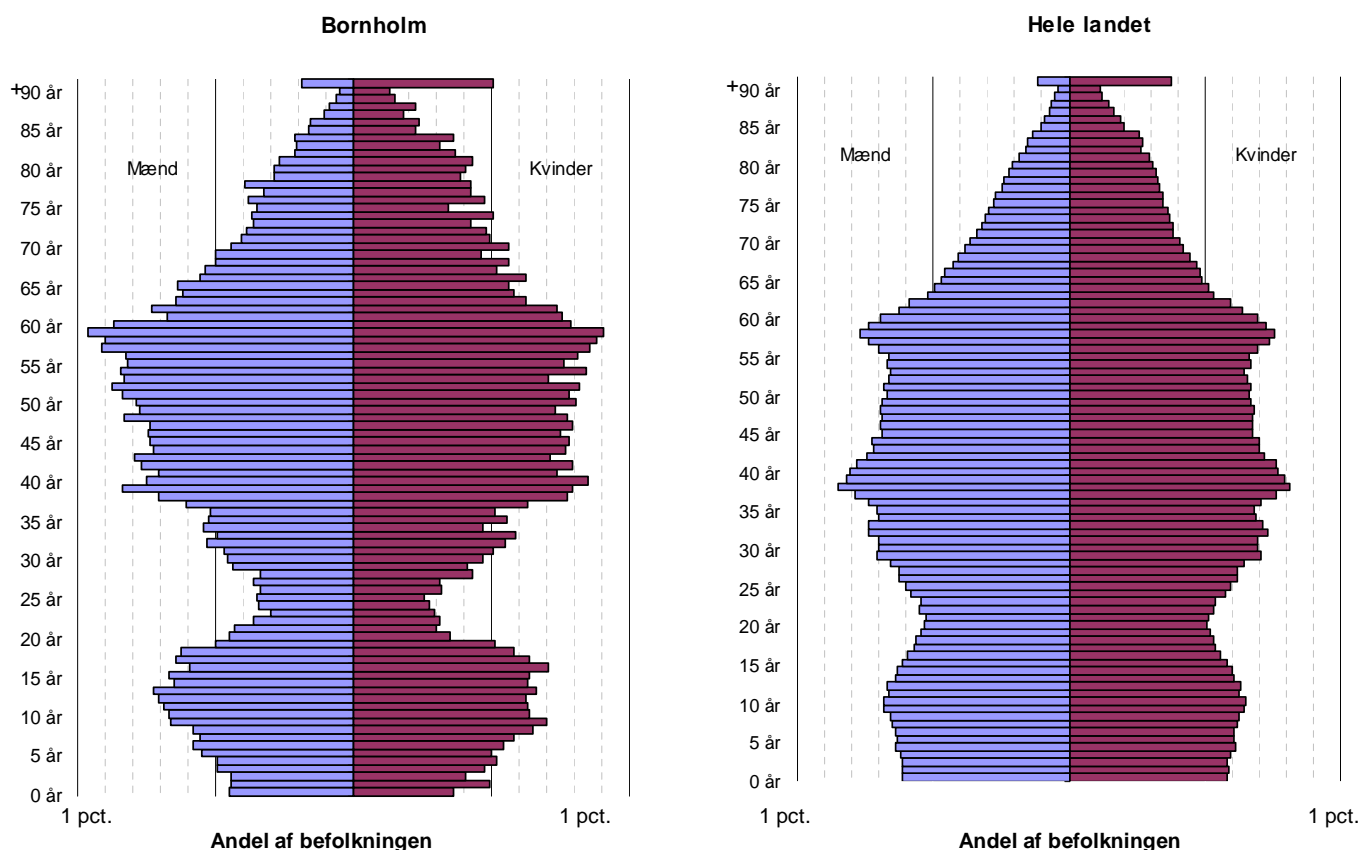 Bornholm
+90 år
85 år
80 år
75 år
70 år
65 år
60 år
55 år
50 år
45 år
40 år
35 år
30 år
25 år
20 år
15 år
10 år
5 år
0 år
Mænd
Kvinder
1 pct.
1 pct.
Andel af befolkningen
Hele landet
+90 år
85 år
80 år
75 år
70 år
65 år
60 år
55 år
50 år
45 år
40 år
35 år
30 år
25 år
20 år
15 år
10 år
5 år
0 år
Mænd
Kvinder
1 pct.
1 pct.
Andel af befolkningen